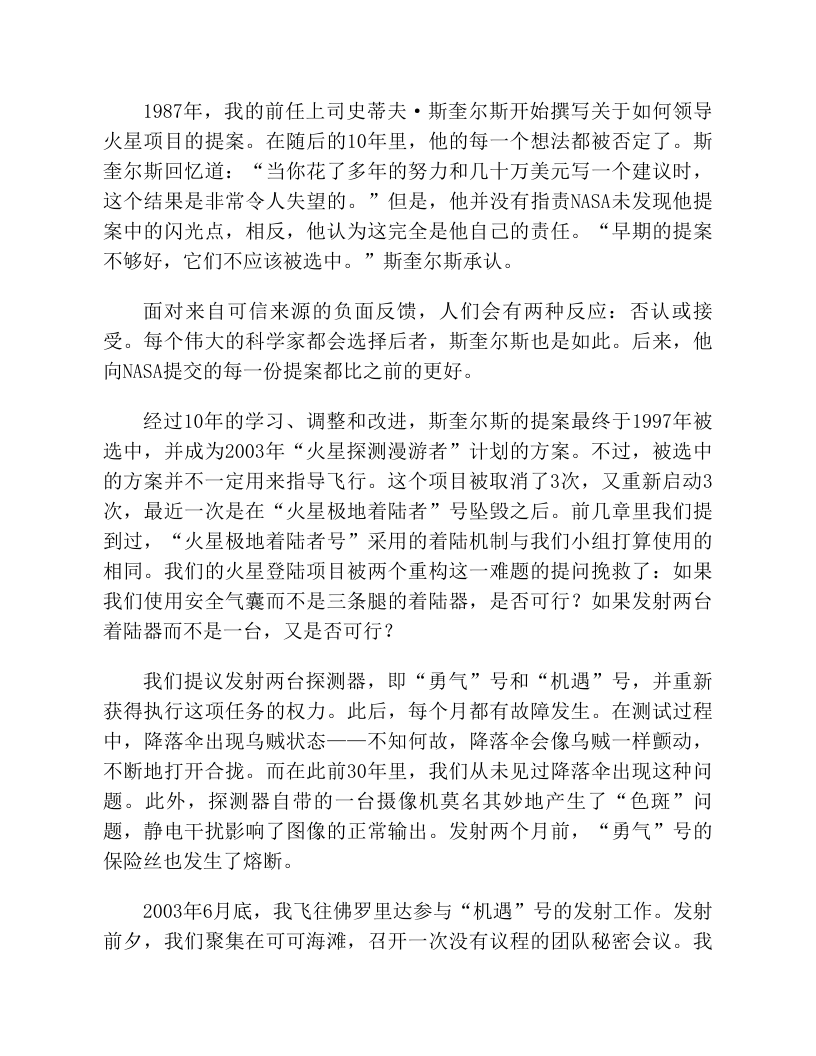 1987年，我的前任上司史蒂夫·斯奎尔斯开始撰写关于如何领导
火星项目的提案。在随后的10年里，他的每一个想法都被否定了。斯
奎尔斯回忆道：“当你花了多年的努力和几十万美元写一个建议时，
这个结果是非常令人失望的。”但是，他并没有指责NASA未发现他提
案中的闪光点，相反，他认为这完全是他自己的责任。“早期的提案
不够好，它们不应该被选中。”斯奎尔斯承认。
面对来自可信来源的负面反馈，人们会有两种反应：否认或接
受。每个伟大的科学家都会选择后者，斯奎尔斯也是如此。后来，他
向NASA提交的每一份提案都比之前的更好。
经过10年的学习、调整和改进，斯奎尔斯的提案最终于1997年被
选中，并成为2003年“火星探测漫游者”计划的方案。不过，被选中
的方案并不一定用来指导飞行。这个项目被取消了3次，又重新启动3
次，最近一次是在“火星极地着陆者”号坠毁之后。前几章里我们提
到过，“火星极地着陆者号”采用的着陆机制与我们小组打算使用的
相同。我们的火星登陆项目被两个重构这一难题的提问挽救了：如果
我们使用安全气囊而不是三条腿的着陆器，是否可行？如果发射两台
着陆器而不是一台，又是否可行？
我们提议发射两台探测器，即“勇气”号和“机遇”号，并重新
获得执行这项任务的权力。此后，每个月都有故障发生。在测试过程
中，降落伞出现乌贼状态——不知何故，降落伞会像乌贼一样颤动，
不断地打开合拢。而在此前30年里，我们从未见过降落伞出现这种问
题。此外，探测器自带的一台摄像机莫名其妙地产生了“色斑”问
题，静电干扰影响了图像的正常输出。发射两个月前，“勇气”号的
保险丝也发生了熔断。
2003年6月底，我飞往佛罗里达参与“机遇”号的发射工作。发射
前夕，我们聚集在可可海滩，召开一次没有议程的团队秘密会议。我